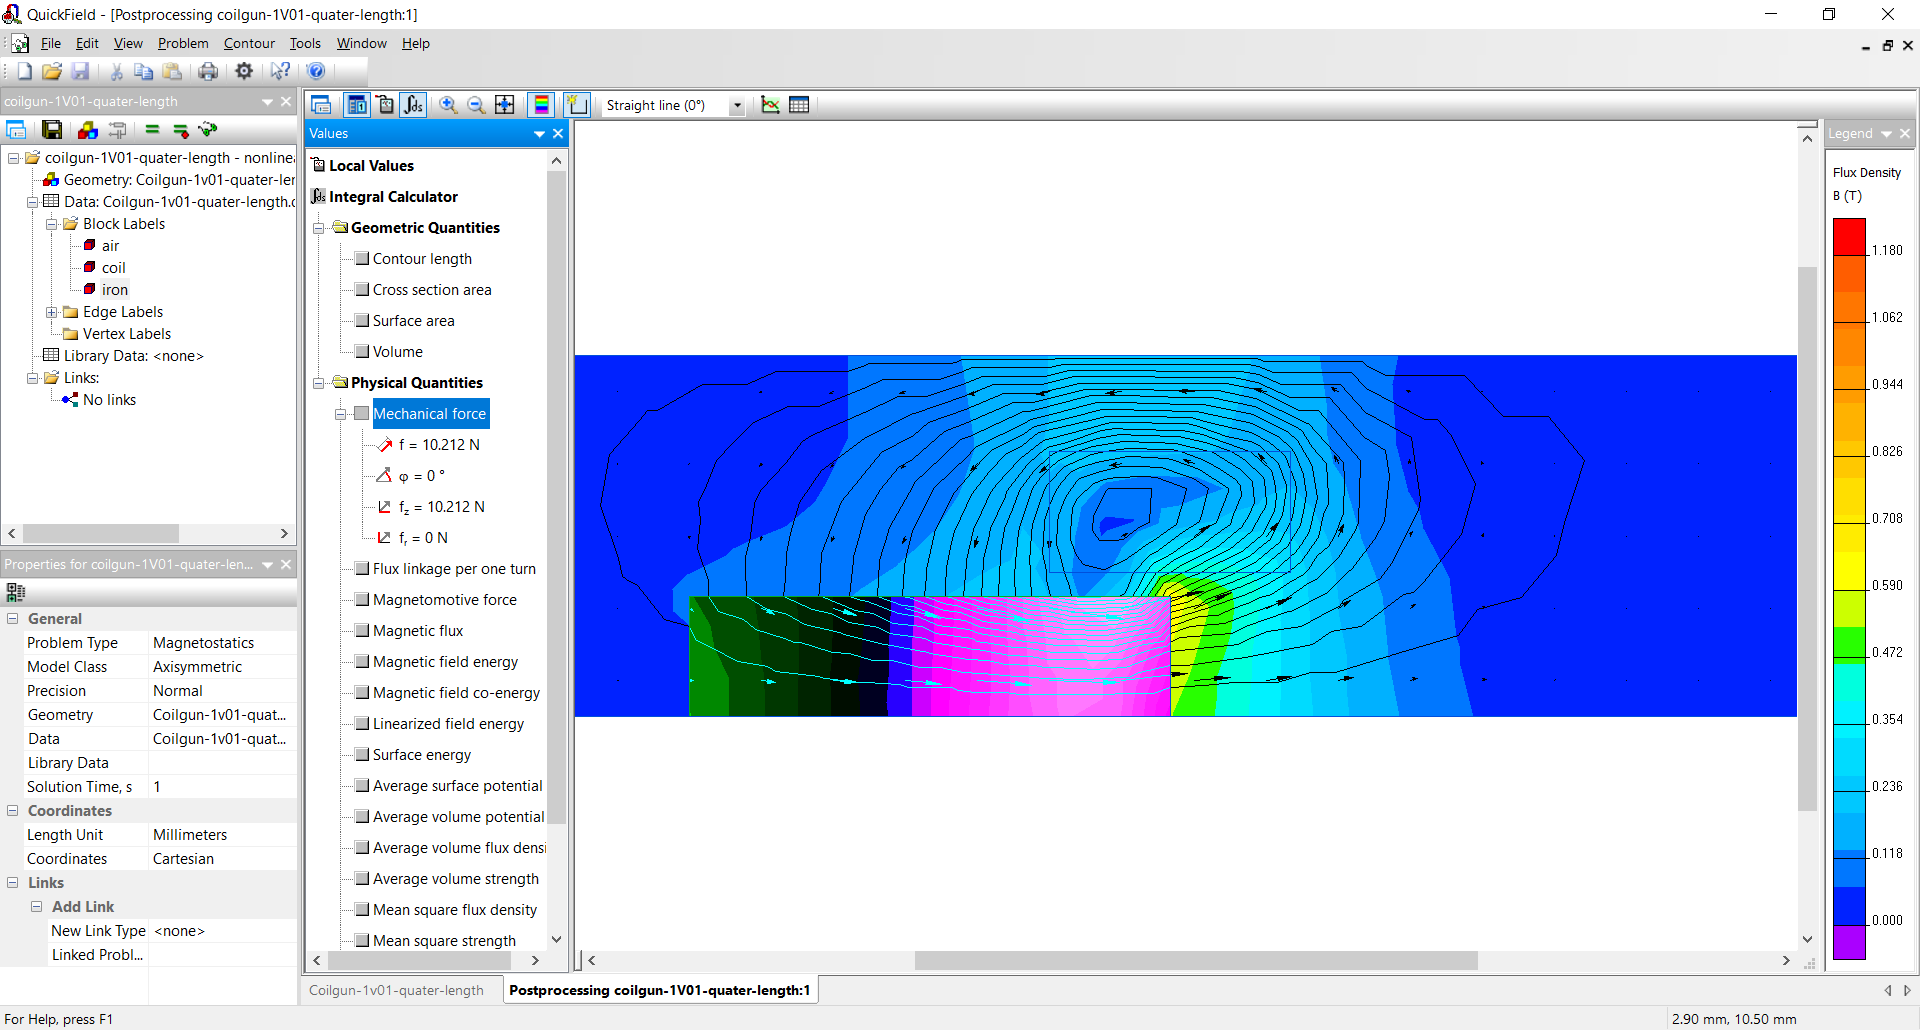 QuickField - [Postprocessing coilgun-1V01-quater-length:1]
File Edit View Problem Contour Tools Window Help
coilgun-1V01-quater-length
coilgun-1V01-quater-length - nonline
Geometry: Coilgun-1v01-quater-ler
Data: Coilgun-1v01-quater-length.
Block Labels
air
coil
iron
Edge Labels
Vertex Labels
Library Data: <none>
Links:
No links
Properties for coilgun-1V01-quater-len...
General
Problem Type Magnetostatics
Model Class Axisymmetric
Precision Normal
Geometry Coilgun-1v01-quat...
Data Coilgun-1v01-quat...
Library Data
Solution Time, s 1
Coordinates
Length Unit Millimeters
Coordinates Cartesian
Links
Add Link
New Link Type <none>
Linked Probl...
Straight line (0°)
Values
Local Values
Integral Calculator
Geometric Quantities
Contour length
Cross section area
Surface area
Volume
Physical Quantities
Mechanical force
f = 10.212 N
φ = 0 °
fz = 10.212 N
fr = 0 N
Flux linkage per one turn
Magnetomotive force
Magnetic flux
Magnetic field energy
Magnetic field co-energy
Linearized field energy
Surface energy
Average surface potential
Average volume potential
Average volume flux densi
Average volume strength
Mean square flux density
Mean square strength
Legend
Flux Density
B (T)
1.180
1.062
0.944
0.826
0.708
0.590
0.472
0.354
0.236
0.118
0.000
Coilgun-1v01-quater-length
Postprocessing coilgun-1V01-quater-length:1
For Help, press F1
2.90 mm, 10.50 mm